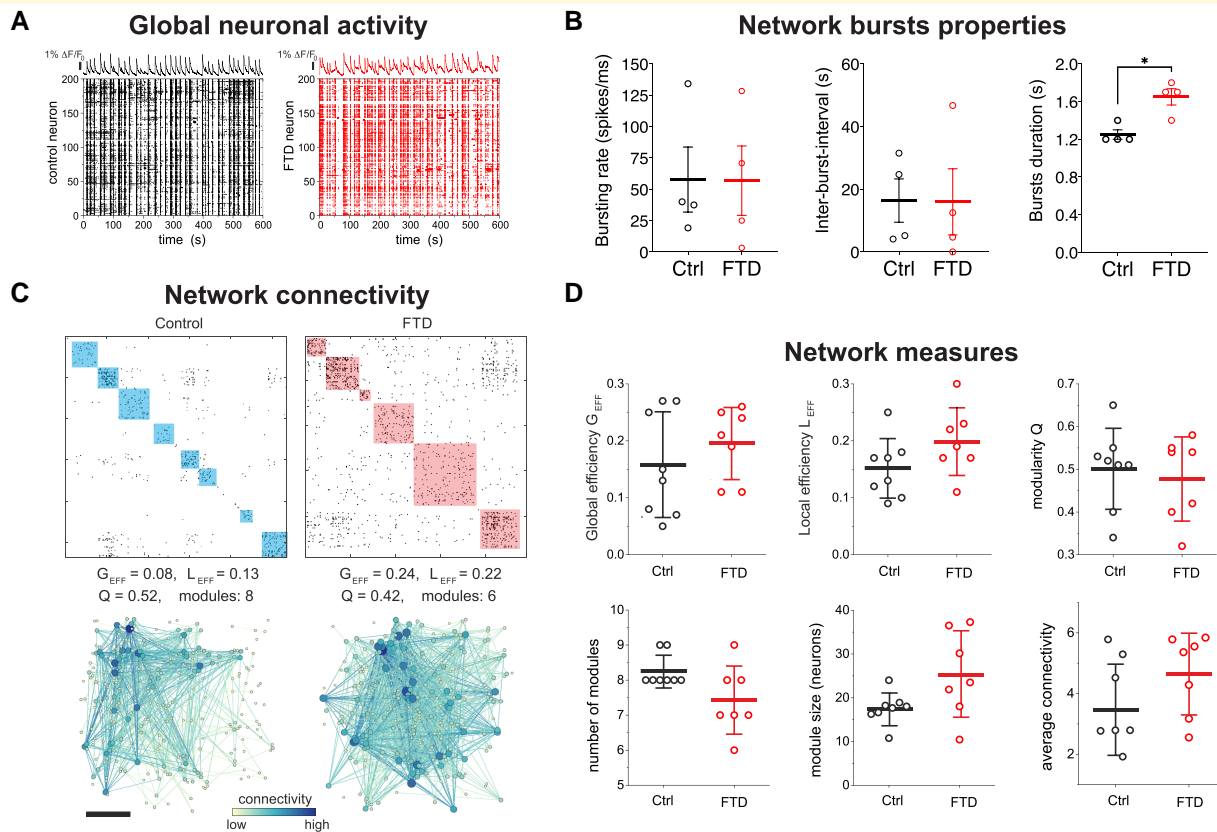 A
Global neuronal activity
1% ΔF/F0
1% ΔF/F0
control neuron
200
150
100
50
0
0 100 200 300 400 500 600
time (s)
FTD neuron
200
150
100
50
0
0 100 200 300 400 500 600
time (s)
B
Network bursts properties
Bursting rate (spikes/ms)
150
125
100
75
50
25
0
Ctrl FTD
Inter-burst-interval (s)
60
40
20
0
Ctrl FTD
Bursts duration (s)
2.0
1.6
1.2
0.8
0.4
0.0
*
Ctrl FTD
C
Network connectivity
Control
FTD
G EFF = 0.08, L EFF = 0.13
Q = 0.52, modules: 8
G EFF = 0.24, L EFF = 0.22
Q = 0.42, modules: 6
connectivity
low high
D
Network measures
Global efficiency G EFF
0.3
0.2
0.1
0.0
Ctrl FTD
Local efficiency L EFF
0.3
0.2
0.1
0.0
Ctrl FTD
modularity Q
0.7
0.6
0.5
0.4
0.3
Ctrl FTD
number of modules
10
9
8
7
6
5
Ctrl FTD
module size (neurons)
40
30
20
10
0
Ctrl FTD
average connectivity
6
4
2
Ctrl FTD